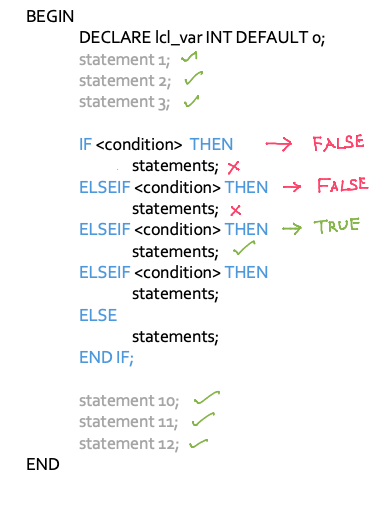 BEGIN
DECLARE lcl_var INT DEFAULT 0;
statement 1; ✓
statement 2; ✓
statement 3; ✓
IF <condition> THEN → FALSE
statements; ✗
ELSEIF <condition> THEN → FALSE
statements; ✗
ELSEIF <condition> THEN → TRUE
statements; ✓
ELSEIF <condition> THEN
statements;
ELSE
statements;
END IF;
statement 10; ✓
statement 11; ✓
statement 12; ✓
END